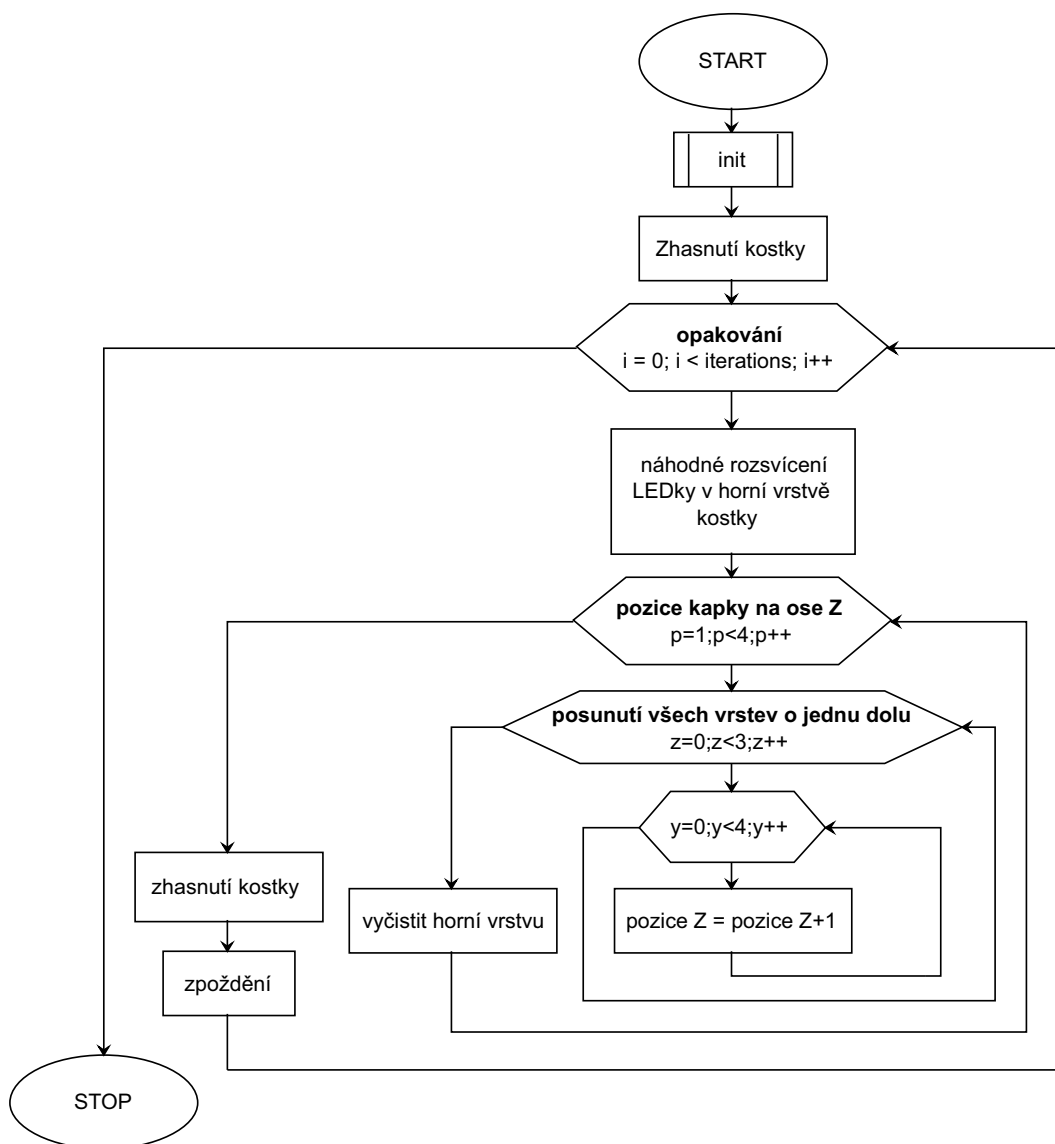 START
init
Zhasnutí kostky
opakování
i = 0; i < iterations; i++
náhodné rozsvícení
LEDky v horní vrstvě
kostky
pozice kapky na ose Z
p=1;p<4;p++
posunutí všech vrstev o jednu dolu
z=0;z<3;z++
y=0;y<4;y++
zhasnutí kostky
vyčistit horní vrstvu
pozice Z = pozice Z+1
zpoždění
STOP